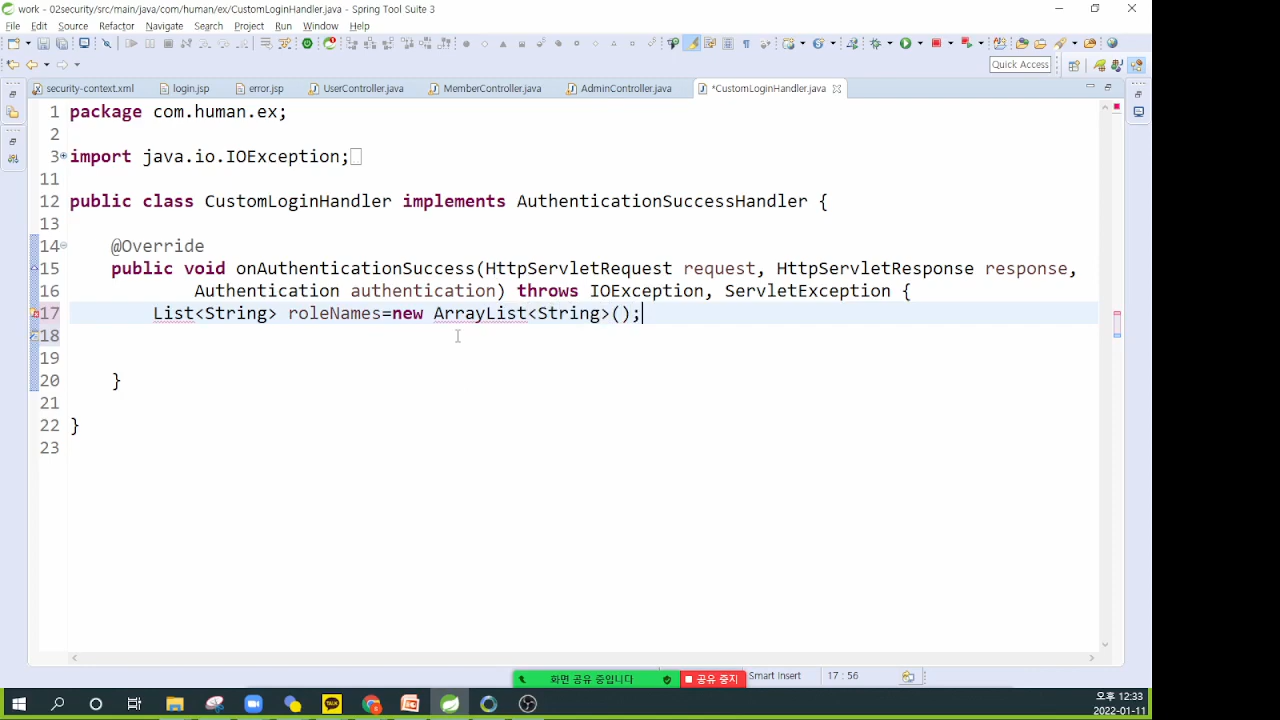 work - 02security/src/main/java/com/human/ex/CustomLoginHandler.java - Spring Tool Suite 3
File Edit Source Refactor Navigate Search Project Run Window Help
Quick Access
security-context.xml login.jsp error.jsp UserController.java MemberController.java AdminController.java *CustomLoginHandler.java
1 package com.human.ex;
2
3 import java.io.IOException;
11
12 public class CustomLoginHandler implements AuthenticationSuccessHandler {
13
14 @Override
15 public void onAuthenticationSuccess(HttpServletRequest request, HttpServletResponse response,
16 Authentication authentication) throws IOException, ServletException {
17 List<String> roleNames=new ArrayList<String>();
18
19
20 }
21
22 }
23
화면 공유 중입니다 공유 중지 Smart Insert 17 : 56
TALK
오후 12:33
2022-01-11